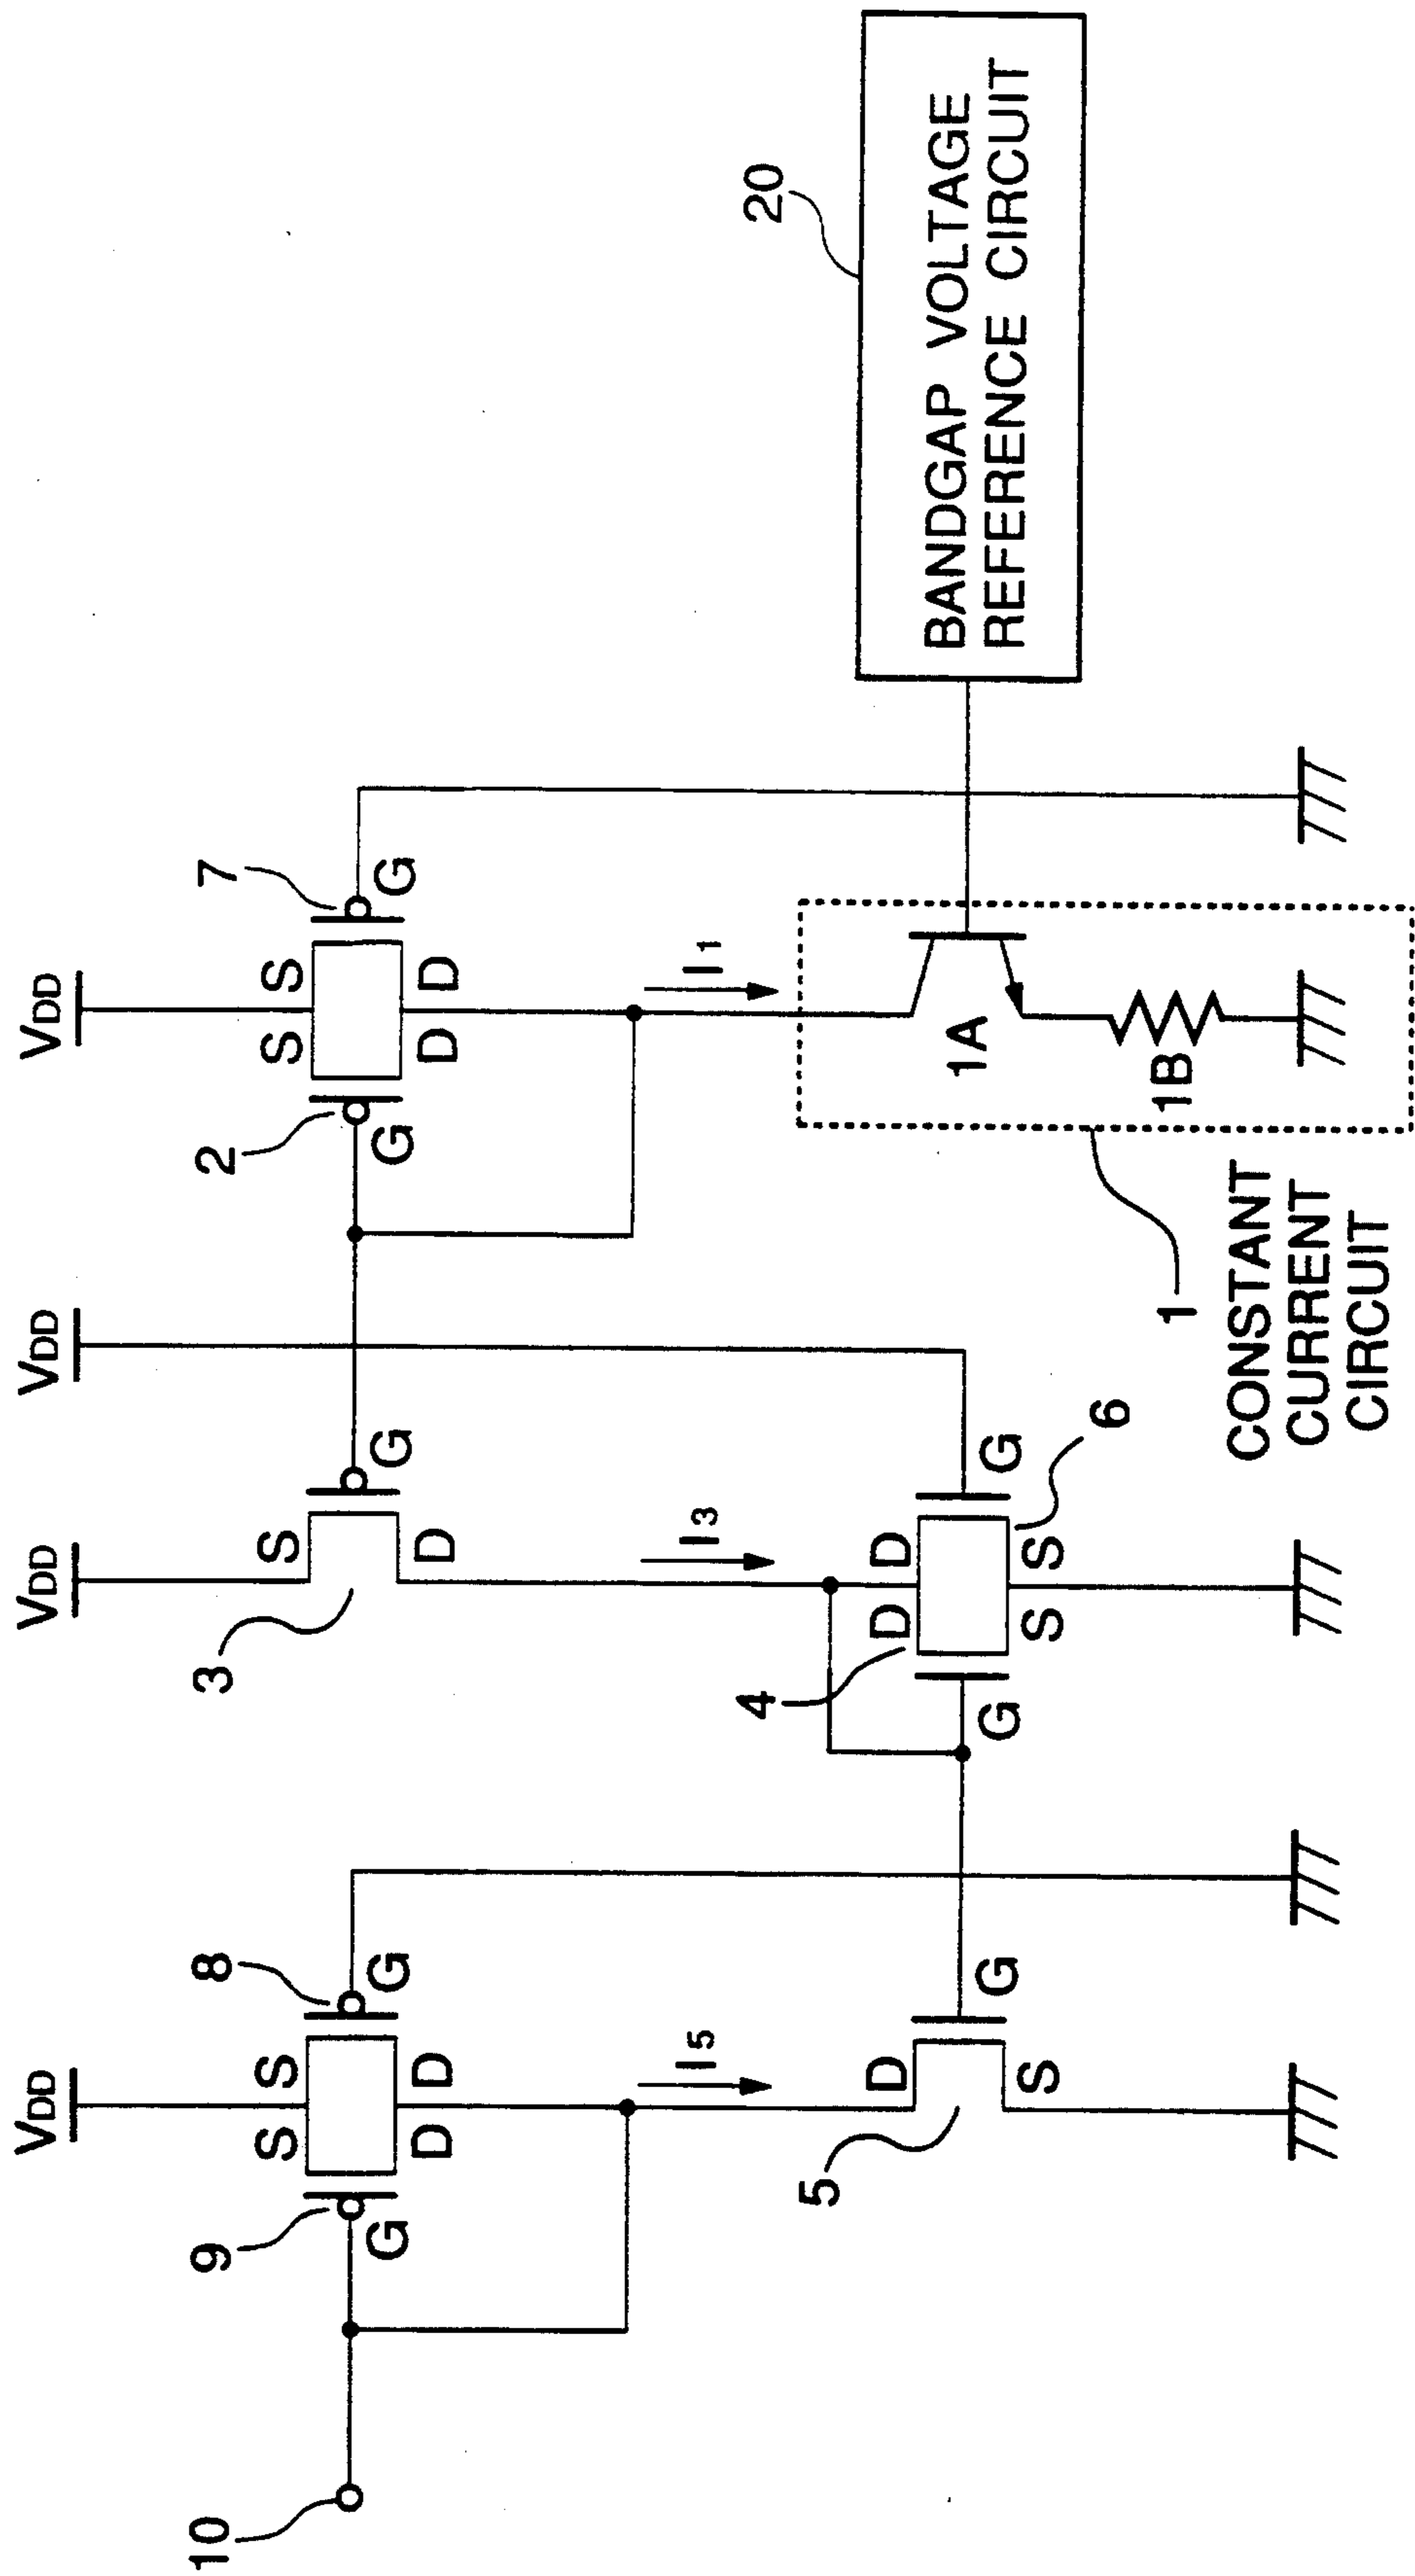 VDD
VDD
VDD
VDD
9
8
3
2
7
10
S
S
S
S
S
G
G
G
G
G
D
D
D
D
D
I5
I3
I1
20
BANDGAP VOLTAGE
REFERENCE CIRCUIT
4
5
D
D
D
G
G
G
S
S
S
6
1A
1B
1
CONSTANT
CURRENT
CIRCUIT